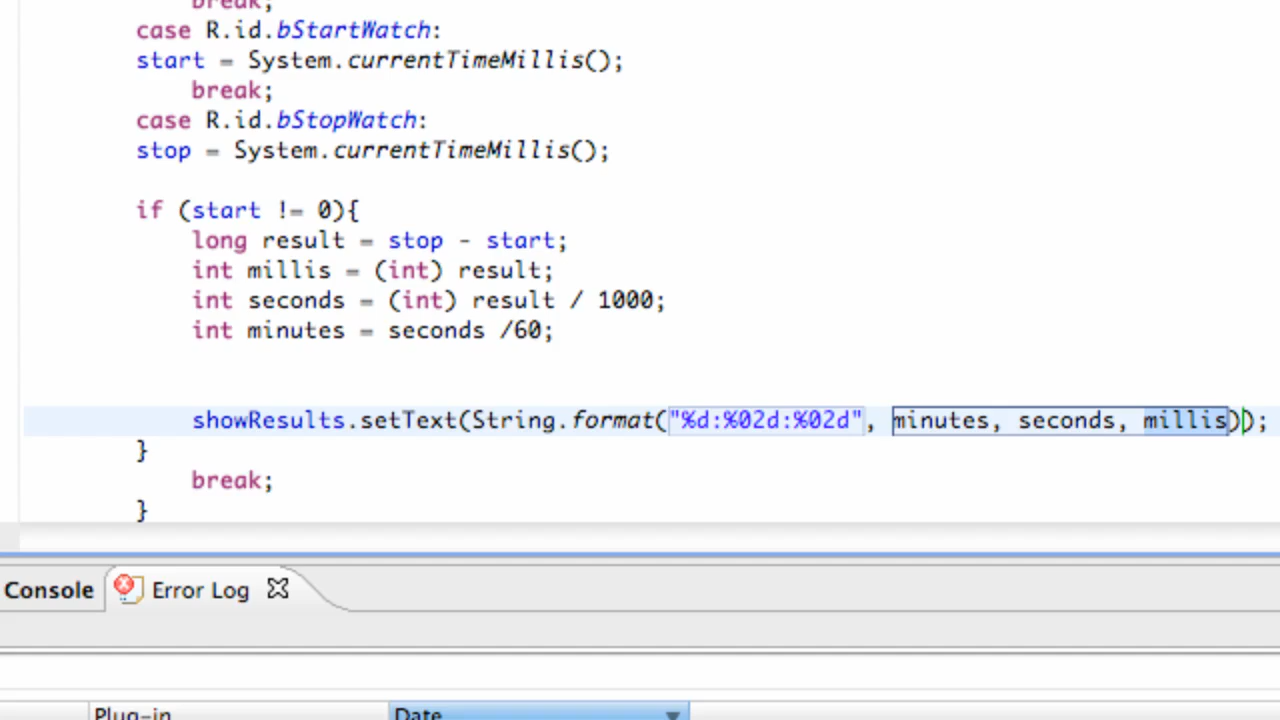 break;
case R.id.bStartWatch:
start = System.currentTimeMillis();
break;
case R.id.bStopWatch:
stop = System.currentTimeMillis();
if (start != 0){
long result = stop - start;
int millis = (int) result;
int seconds = (int) result / 1000;
int minutes = seconds /60;
showResults.setText(String.format("%d:%02d:%02d", minutes, seconds, millis));
}
break;
}
Console Error Log
Plug-in Date